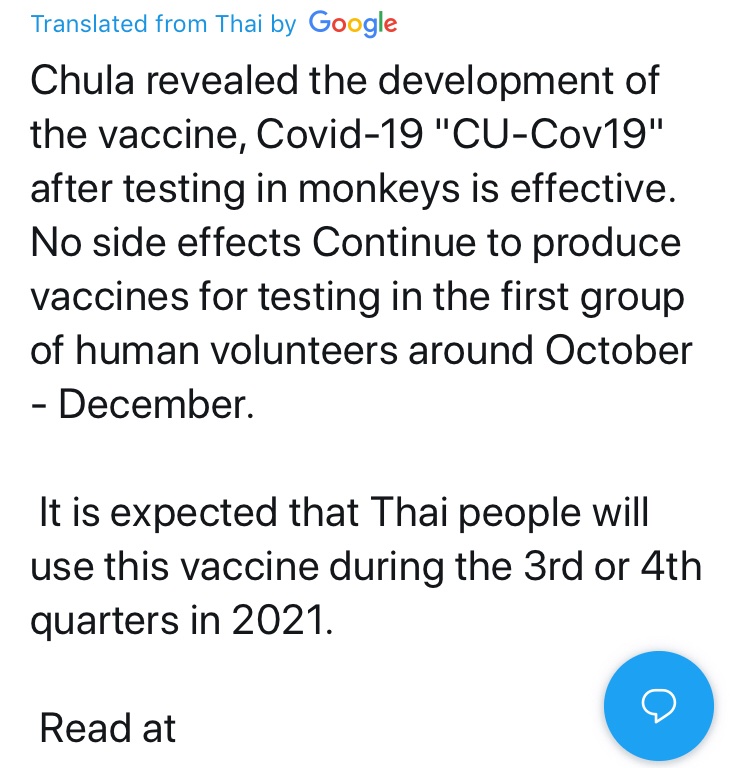 Translated from Thai by Google
Chula revealed the development of
the vaccine, Covid-19 "CU-Cov19"
after testing in monkeys is effective.
No side effects Continue to produce
vaccines for testing in the first group
of human volunteers around October
- December.
It is expected that Thai people will
use this vaccine during the 3rd or 4th
quarters in 2021.
Read at